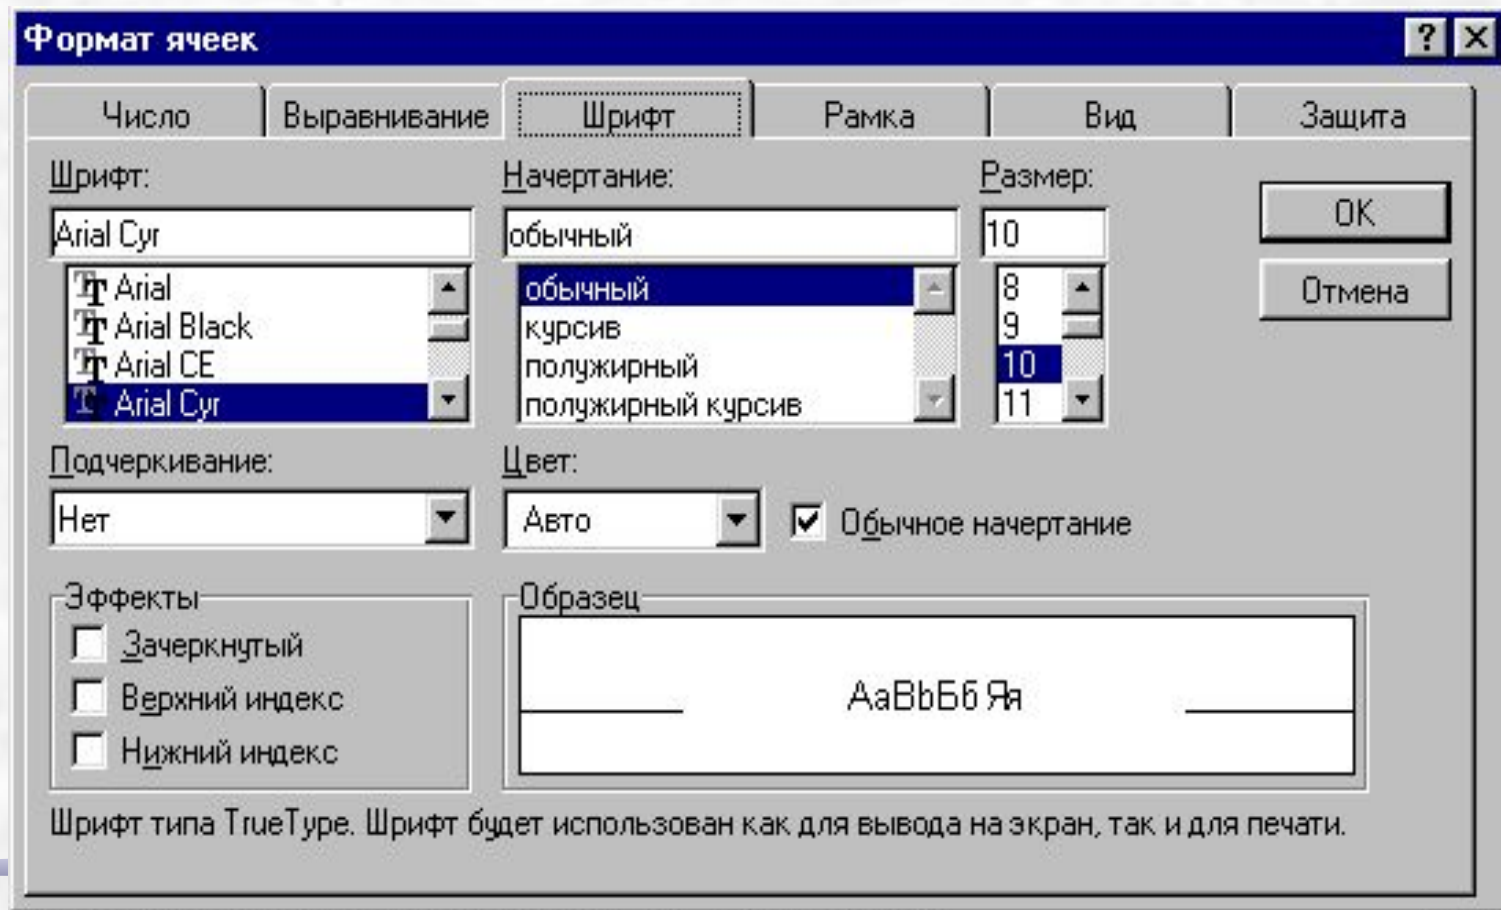 Формат ячеек
Число Выравнивание Шрифт Рамка Вид Защита
Шрифт: Начертание: Размер:
Arial Cyr обычный 10 OK
Arial обычный 8 Отмена
Arial Black курсив 9
Arial CE полужирный 10
Arial Cyr полужирный курсив 11
Подчеркивание: Цвет:
Нет Авто Обычное начертание
Эффекты Образец
Зачеркнутый
Верхний индекс АаВbБб Яя
Нижний индекс
Шрифт типа TrueType. Шрифт будет использован как для вывода на экран, так и для печати.